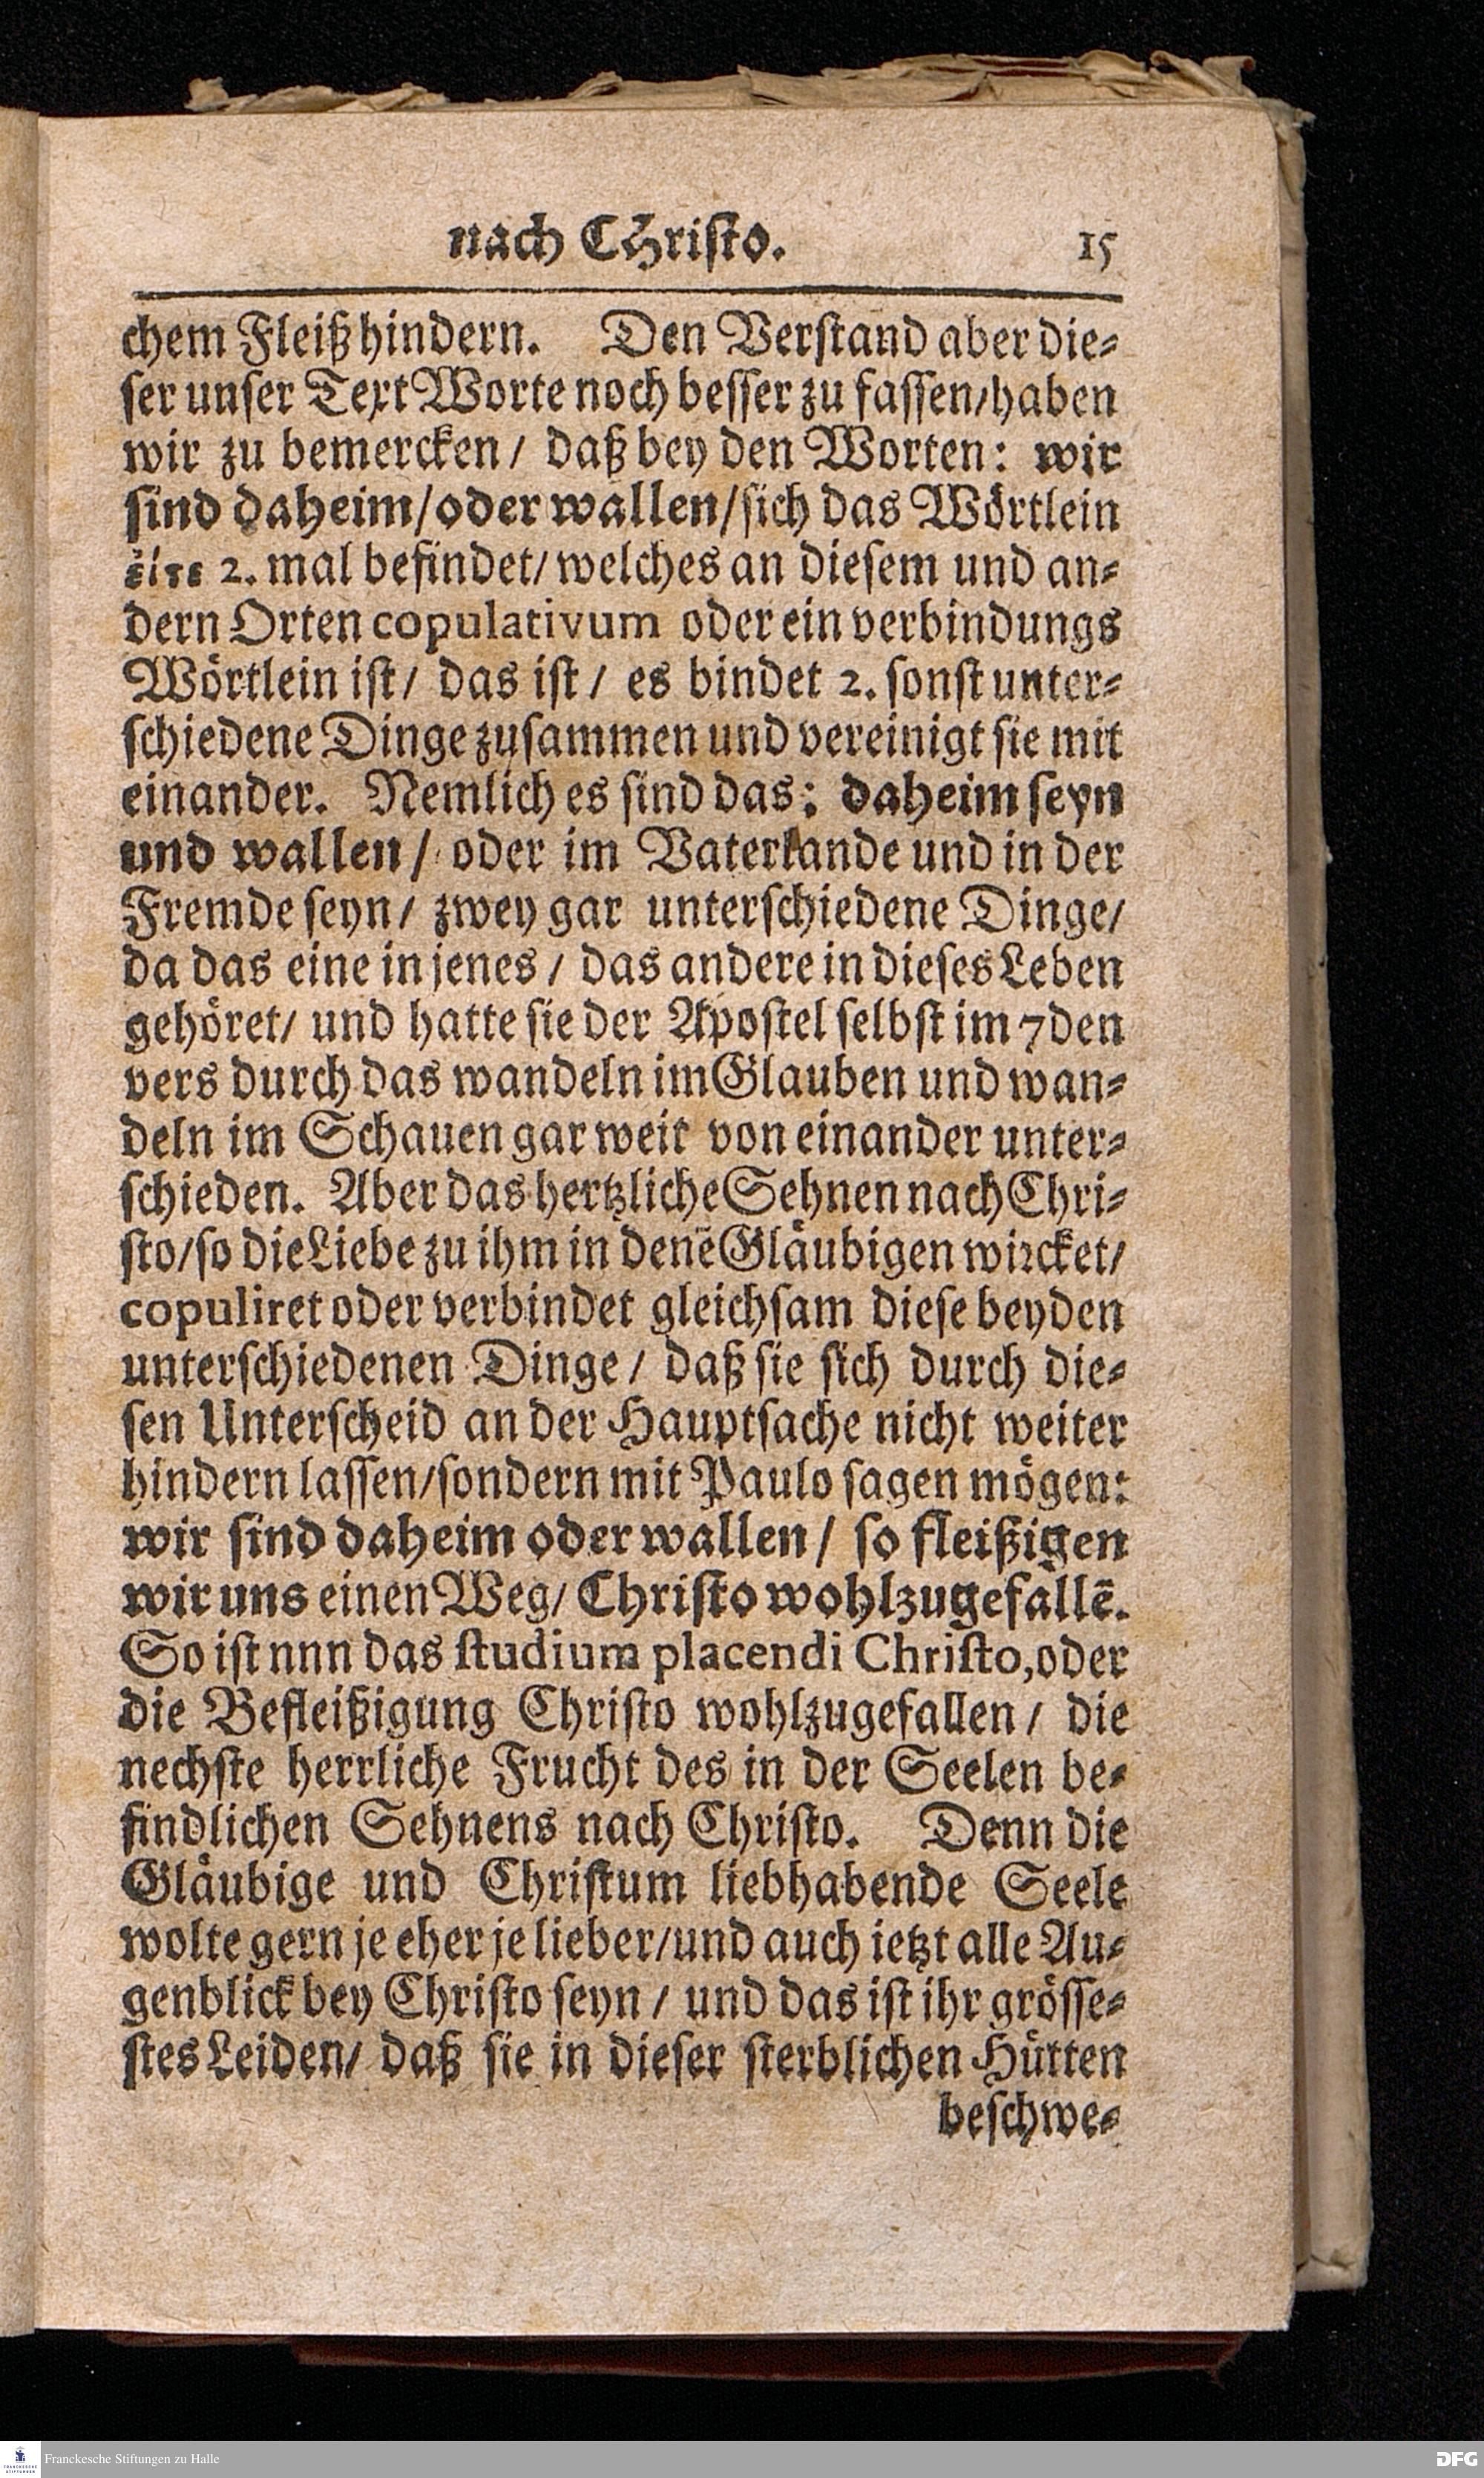 nach CHristo.
15
chem Fleiß hindern. Den Verstand aber die-
ser unser Text Worte noch besser zu fassen/haben
wir zu bemercken / daß bey den Worten: wir
sind daheim/oder wallen/sich das Wörtlein
ἐίτε 2. mal befindet/ welches an diesem und an-
dern Orten copulativum oder ein verbindungs
Wörtlein ist/ das ist / es bindet 2. sonst unter-
schiedene Dinge zusammen und vereinigt sie mit
einander. Nemlich es sind das: daheim seyn
und wallen / oder im Vaterlande und in der
Fremde seyn/ zwey gar unterschiedene Dinge/
da das eine in jenes / das andere in dieses Leben
gehöret/ und hatte sie der Apostel selbst im 7den
vers durch das wandeln im Glauben und wan-
deln im Schauen gar weit von einander unter-
schieden. Aber das hertzliche Sehnen nach Chri-
sto/so die Liebe zu ihm in denē Gläubigen wircket/
copuliret oder verbindet gleichsam diese beyden
unterschiedenen Dinge / daß sie sich durch die-
sen Unterscheid an der Hauptsache nicht weiter
hindern lassen/sondern mit Paulo sagen mögen:
wir sind daheim oder wallen / so fleißigen
wir uns einen Weg/ Christo wohlzugefallē.
So ist nnn das studium placendi Christo, oder
die Befleißigung Christo wohlzugefallen / die
nechste herrliche Frucht des in der Seelen be-
findlichen Sehnens nach Christo. Denn die
Gläubige und Christum liebhabende Seele
wolte gern je eher je lieber/und auch ietzt alle Au-
genblick bey Christo seyn / und das ist ihr grösse-
stes Leiden/ daß sie in dieser sterblichen Hütten
beschwe-
Franckesche Stiftungen zu Halle
DFG